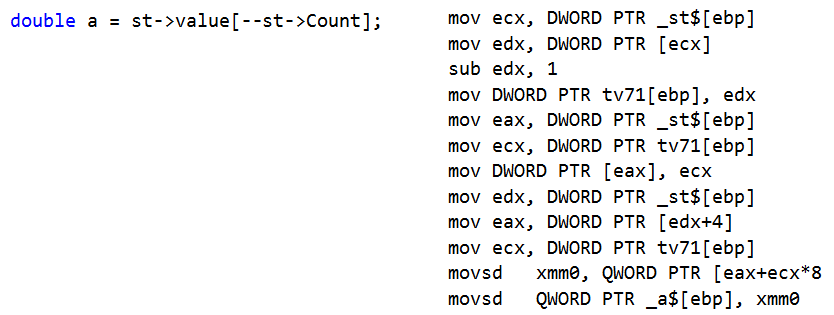 double a = st->value[--st->Count];
mov ecx, DWORD PTR _st$[ebp]
mov edx, DWORD PTR [ecx]
sub edx, 1
mov DWORD PTR tv71[ebp], edx
mov eax, DWORD PTR _st$[ebp]
mov ecx, DWORD PTR tv71[ebp]
mov DWORD PTR [eax], ecx
mov edx, DWORD PTR _st$[ebp]
mov eax, DWORD PTR [edx+4]
mov ecx, DWORD PTR tv71[ebp]
movsd   xmm0, QWORD PTR [eax+ecx*8
movsd   QWORD PTR _a$[ebp], xmm0